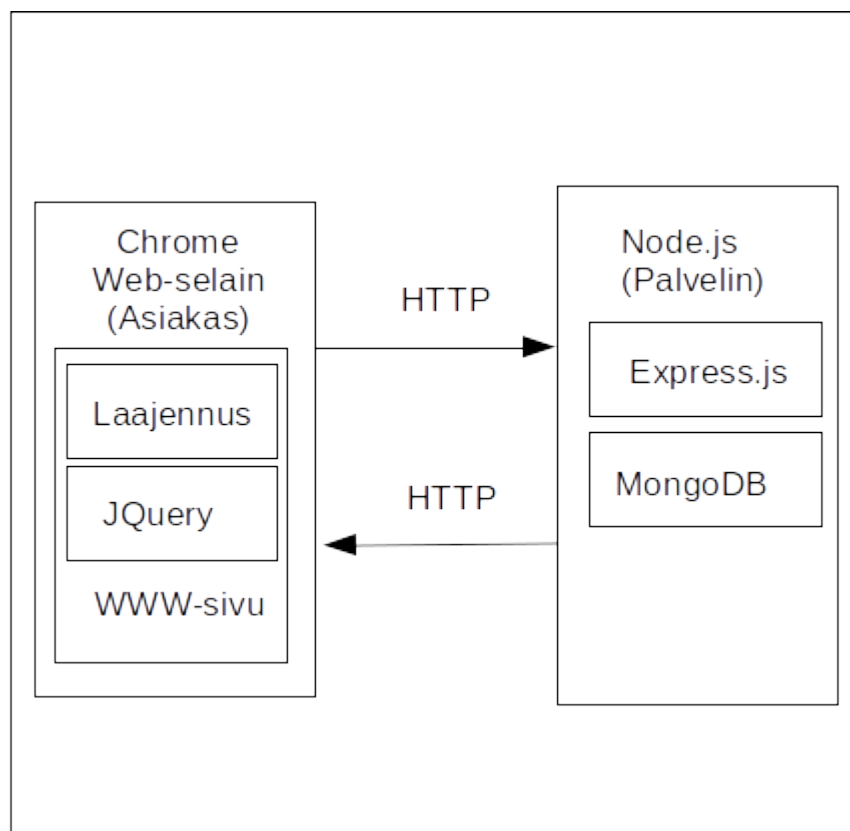 Chrome
Web-selain
(Asiakas)
Laajennus
JQuery
WWW-sivu
HTTP
HTTP
Node.js
(Palvelin)
Express.js
MongoDB